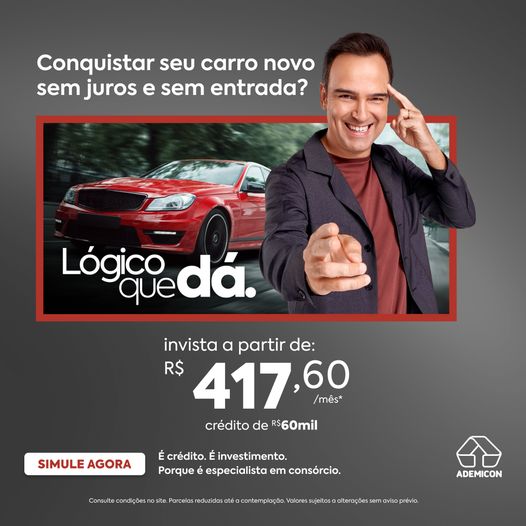 Conquistar seu carro novo
sem juros e sem entrada?
Lógico
que dá.
invista a partir de:
R$ 417,60
/mês*
crédito de R$60mil
SIMULE AGORA
É crédito. É investimento.
Porque é especialista em consórcio.
ADEMICON
Consulte condições no site. Parcelas reduzidas até a contemplação. Valores sujeitos a alterações sem aviso prévio.